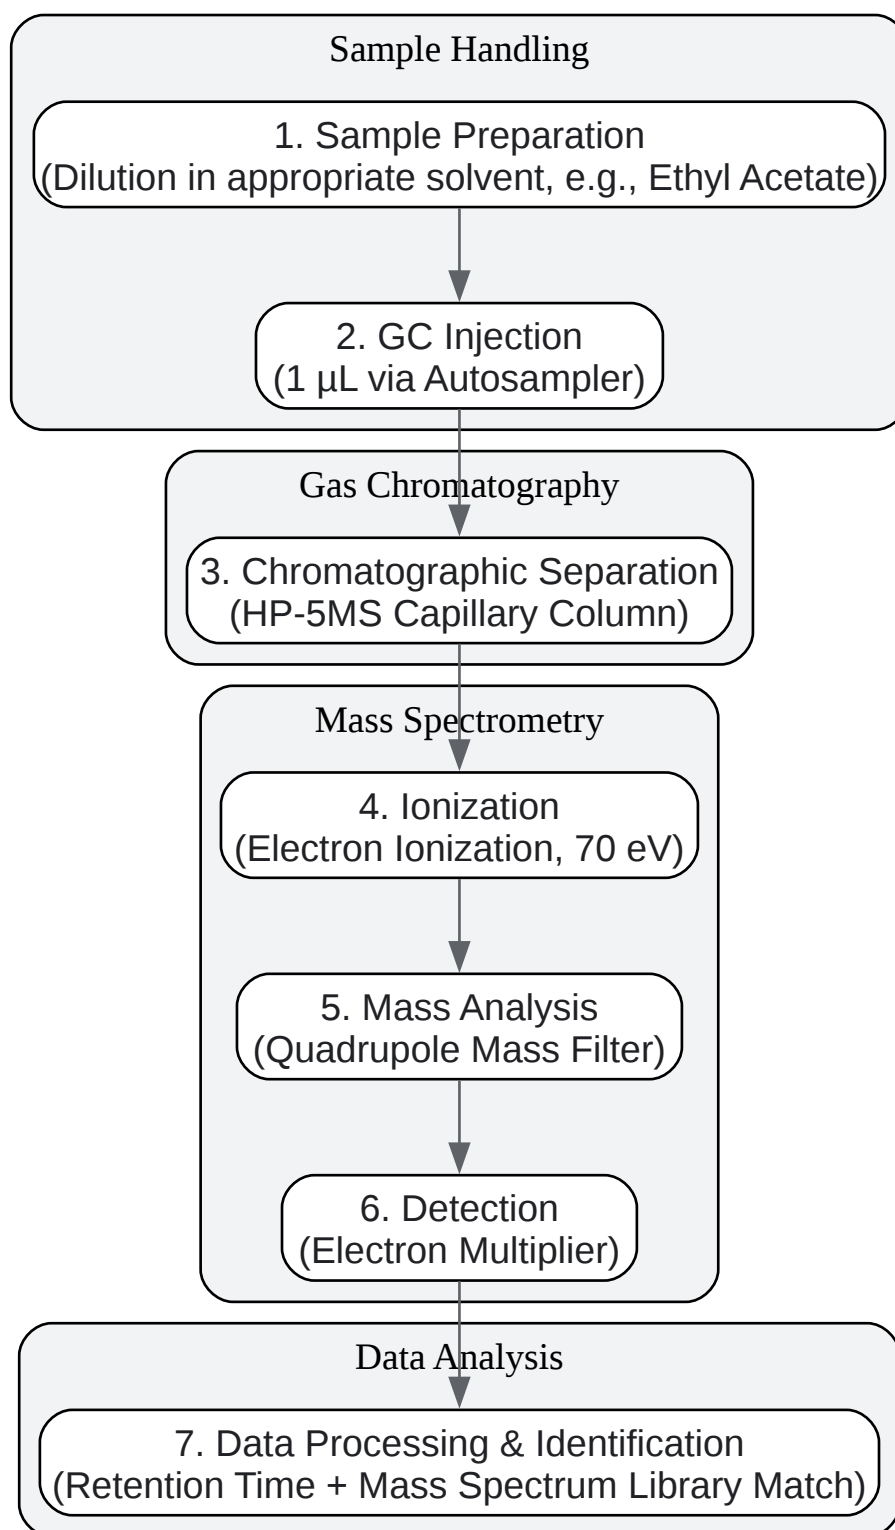 Sample Handling
1. Sample Preparation
(Dilution in appropriate solvent, e.g., Ethyl Acetate)
2. GC Injection
(1 µL via Autosampler)
Gas Chromatography
3. Chromatographic Separation
(HP-5MS Capillary Column)
Mass Spectrometry
4. Ionization
(Electron Ionization, 70 eV)
5. Mass Analysis
(Quadrupole Mass Filter)
6. Detection
(Electron Multiplier)
Data Analysis
7. Data Processing & Identification
(Retention Time + Mass Spectrum Library Match)